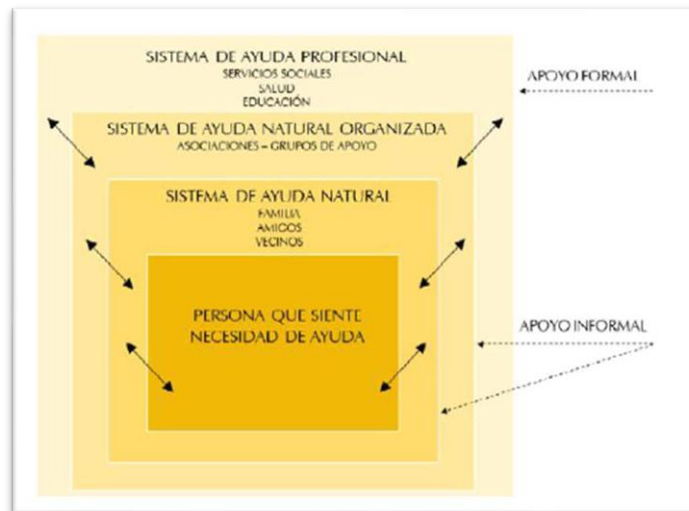 SISTEMA DE AYUDA PROFESIONAL
SERVICIOS SOCIALES
SALUD
EDUCACIÓN
APOYO FORMAL
SISTEMA DE AYUDA NATURAL ORGANIZADA
ASOCIACIONES – GRUPOS DE APOYO
SISTEMA DE AYUDA NATURAL
FAMILIA
AMIGOS
VECINOS
PERSONA QUE SIENTE
NECESIDAD DE AYUDA
APOYO INFORMAL